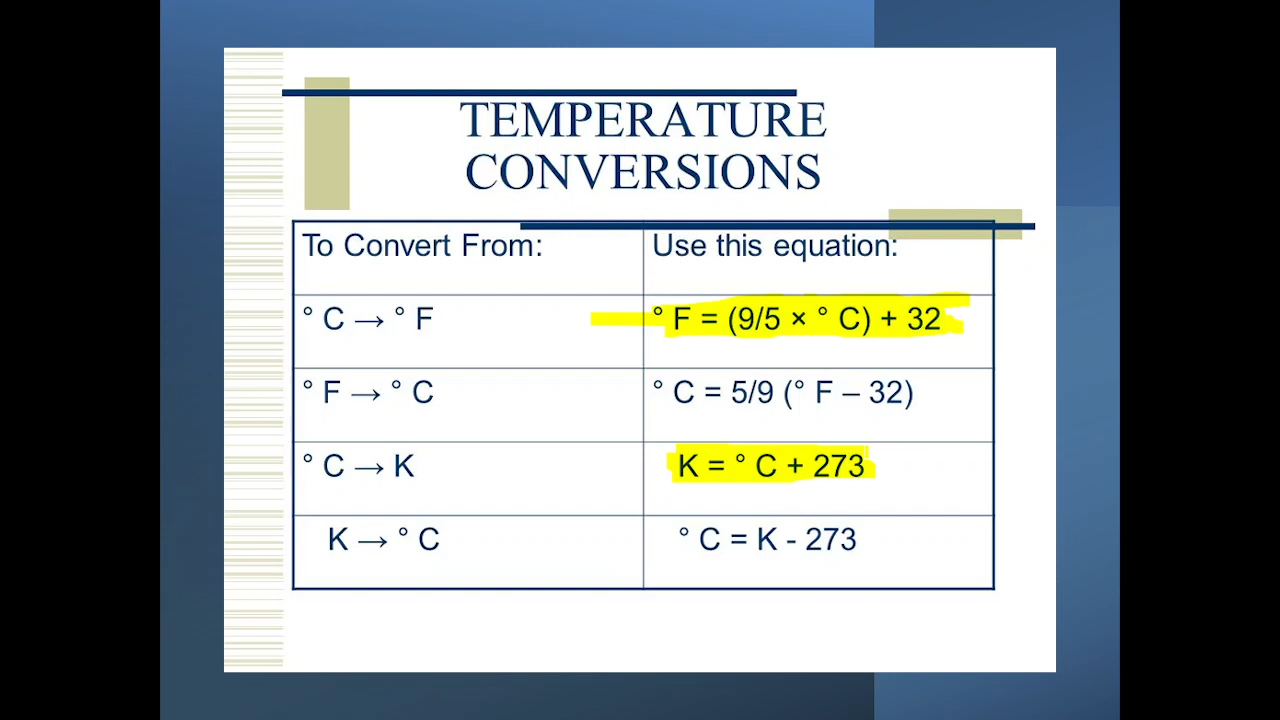 TEMPERATURE
CONVERSIONS
To Convert From: Use this equation:
° C → ° F ° F = (9/5 × ° C) + 32
° F → ° C ° C = 5/9 (° F – 32)
° C → K K = ° C + 273
K → ° C ° C = K - 273